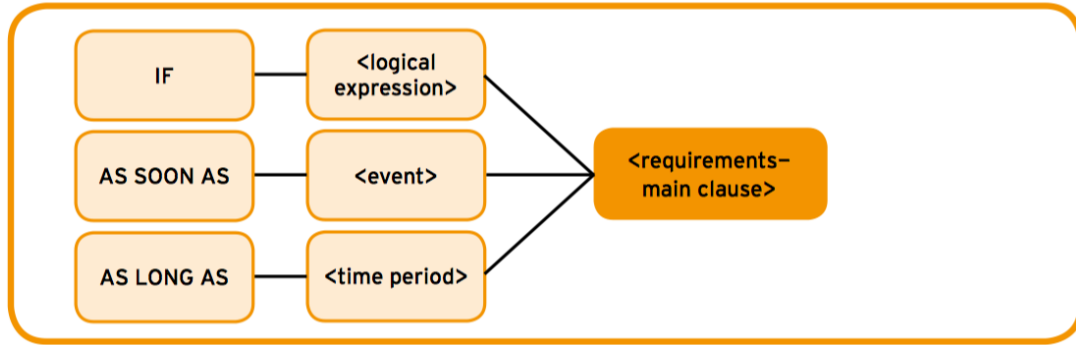 IF
<logical
expression>
AS SOON AS
<event>
<requirements–
main clause>
AS LONG AS
<time period>